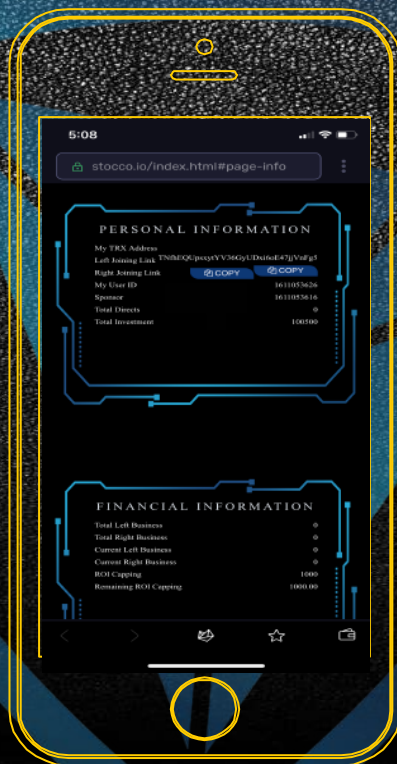 5:08
stocco.io/index.html#page-info
PERSONAL INFORMATION
My TRX Address
Left Joining Link
Right Joining Link COPY COPY
My User ID 1611053626
Sponsor 1611053616
Total Directs 0
Total Investment 100500
FINANCIAL INFORMATION
Total Left Business 0
Total Right Business 0
Current Left Business 0
Current Right Business 0
ROI Capping 1000
Remaining ROI Capping 1000.00